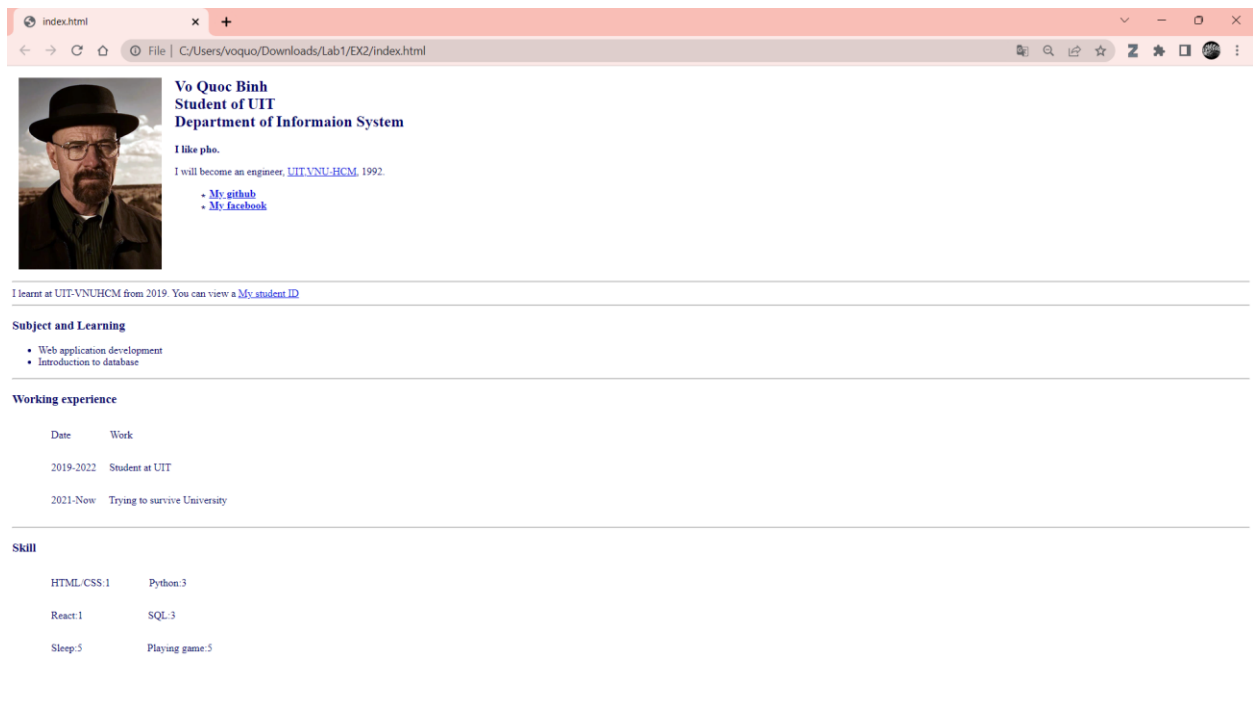 index.html
File | C:/Users/voquo/Downloads/Lab1/EX2/index.html
Vo Quoc Binh
Student of UIT
Department of Informaion System
I like pho.
I will become an engineer, UIT,VNU-HCM, 1992.
My github
My facebook
I learnt at UIT-VNUHCM from 2019. You can view a My student ID
Subject and Learning
Web application development
Introduction to database
Working experience
Date Work
2019-2022 Student at UIT
2021-Now Trying to survive University
Skill
HTML/CSS:1 Python:3
React:1 SQL:3
Sleep:5 Playing game:5